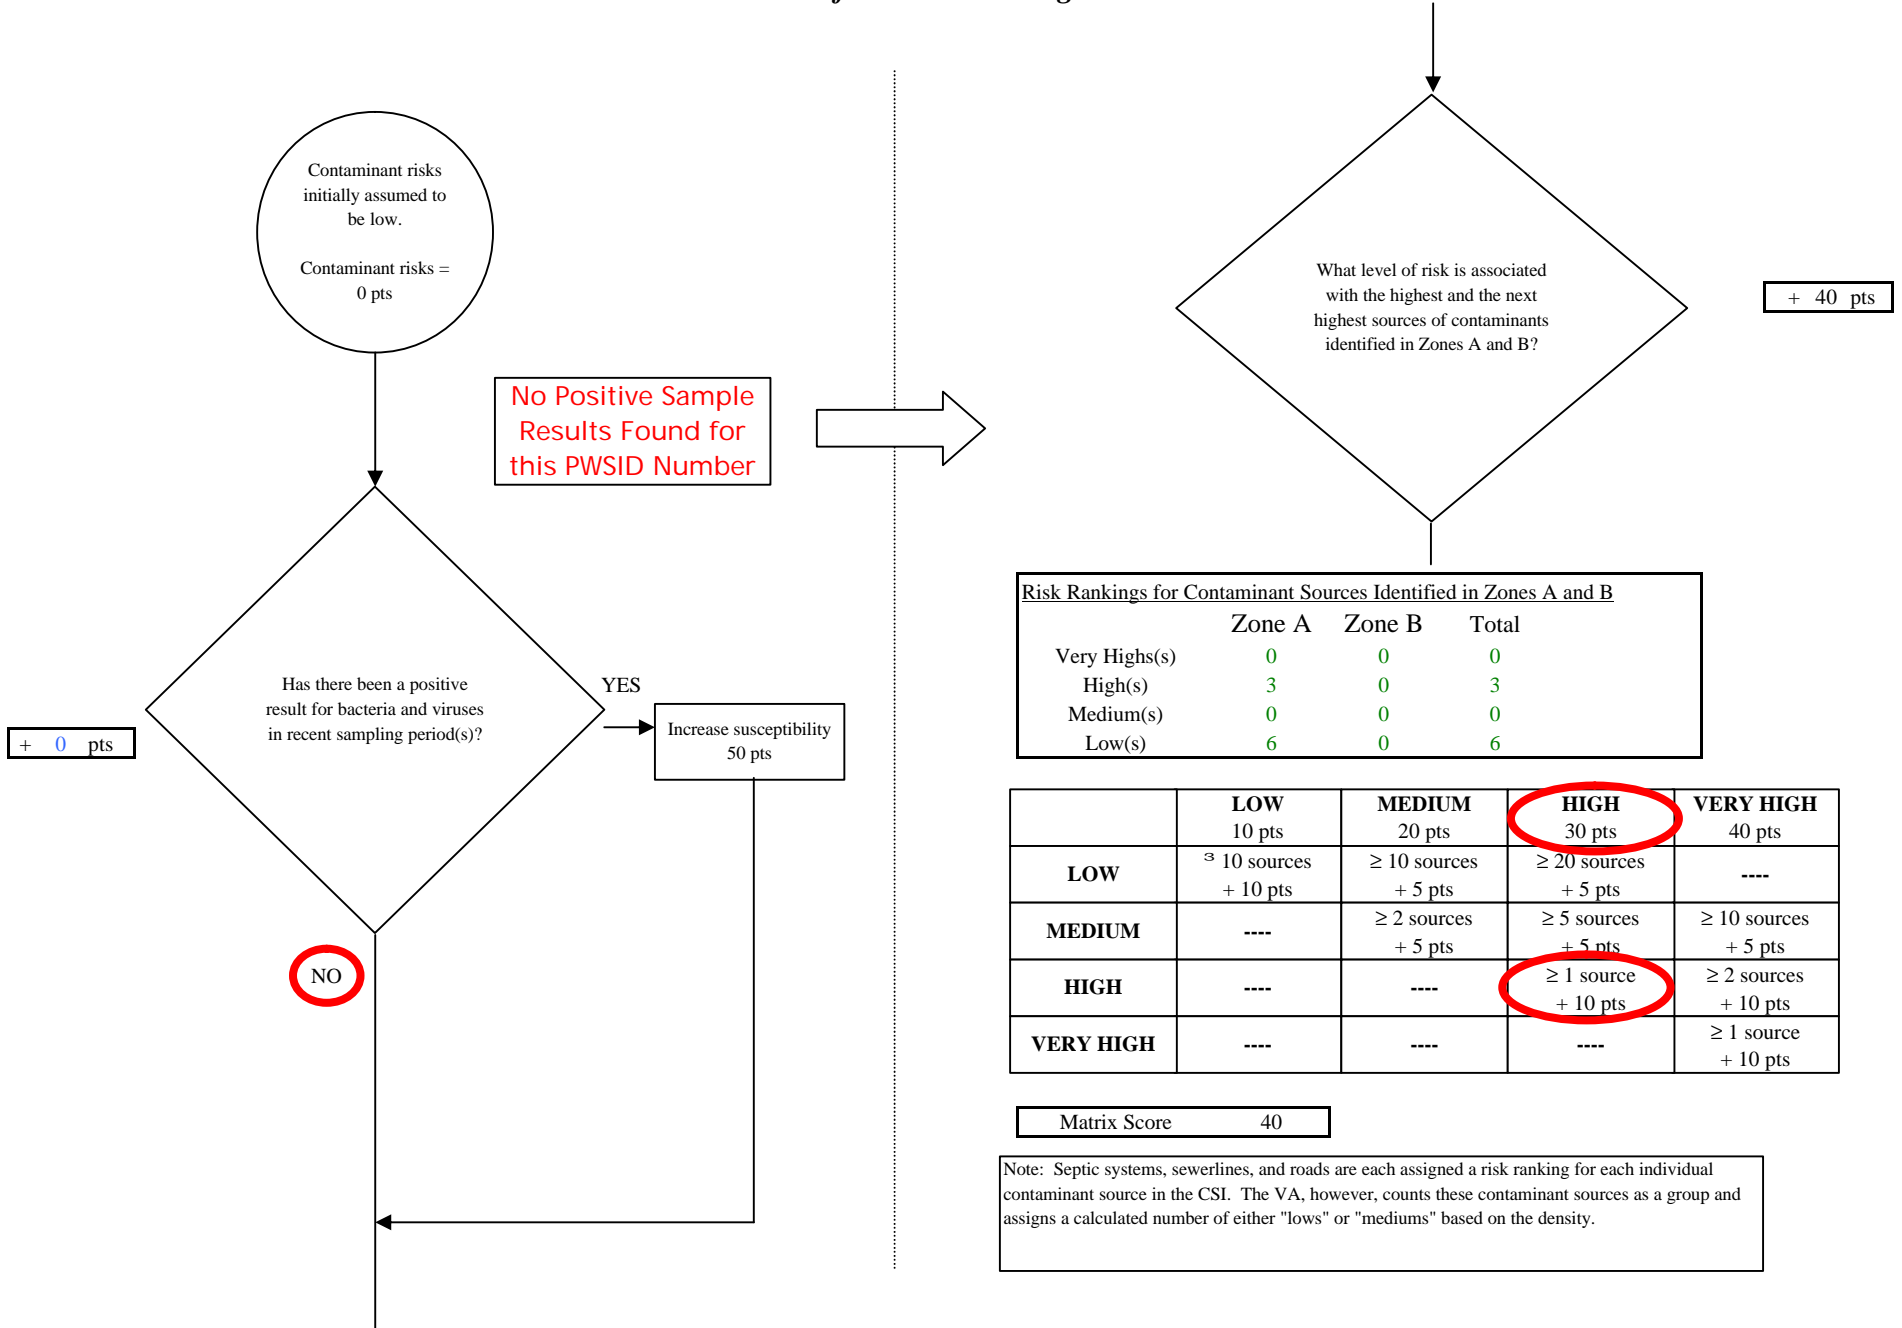 Contaminant risks
initially assumed to
be low.
Contaminant risks =
0 pts
No Positive Sample
Results Found for
this PWSID Number
Has there been a positive
result for bacteria and viruses
in recent sampling period(s)?
+ 0 pts
YES
Increase susceptibility
50 pts
NO
What level of risk is associated
with the highest and the next
highest sources of contaminants
identified in Zones A and B?
+ 40 pts
Risk Rankings for Contaminant Sources Identified in Zones A and B
Zone A Zone B Total
Very Highs(s) 0 0 0
High(s) 3 0 3
Medium(s) 0 0 0
Low(s) 6 0 6
LOW MEDIUM HIGH VERY HIGH
10 pts 20 pts 30 pts 40 pts
LOW ³ 10 sources ≥ 10 sources ≥ 20 sources ----
+ 10 pts + 5 pts + 5 pts
MEDIUM ---- ≥ 2 sources ≥ 5 sources ≥ 10 sources
+ 5 pts + 5 pts + 5 pts
HIGH ---- ---- ≥ 1 source ≥ 2 sources
+ 10 pts + 10 pts
VERY HIGH ---- ---- ---- ≥ 1 source
+ 10 pts
Matrix Score 40
Note: Septic systems, sewerlines, and roads are each assigned a risk ranking for each individual
contaminant source in the CSI. The VA, however, counts these contaminant sources as a group and
assigns a calculated number of either "lows" or "mediums" based on the density.